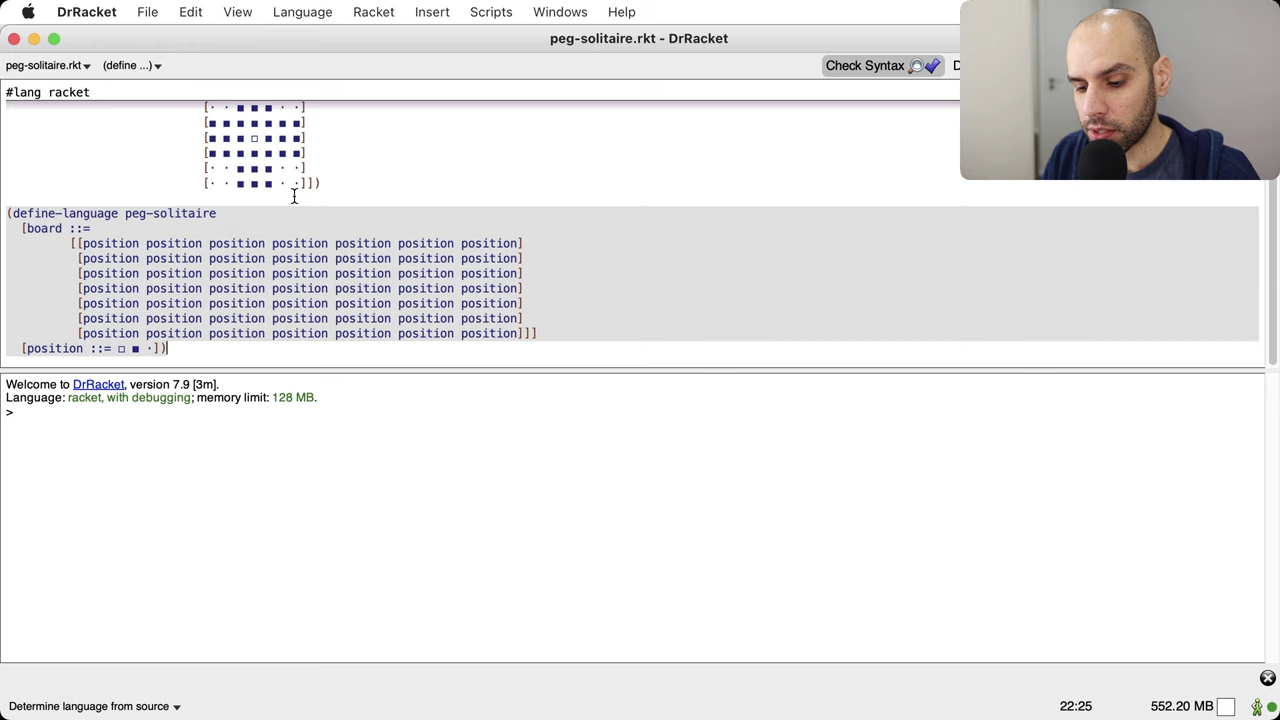 DrRacket File Edit View Language Racket Insert Scripts Windows Help
peg-solitaire.rkt - DrRacket
peg-solitaire.rkt (define ...) Check Syntax D
#lang racket
[· · ■ ■ ■ · ·]
[■ ■ ■ ■ ■ ■ ■]
[■ ■ ■ □ ■ ■ ■]
[■ ■ ■ ■ ■ ■ ■]
[· · ■ ■ ■ · ·]
[· · ■ ■ ■ · ·]])
(define-language peg-solitaire
[board ::=
[[position position position position position position position]
[position position position position position position position]
[position position position position position position position]
[position position position position position position position]
[position position position position position position position]
[position position position position position position position]
[position position position position position position position]]]
[position ::= □ ■ ·])
Welcome to DrRacket, version 7.9 [3m].
Language: racket, with debugging; memory limit: 128 MB.
>
Determine language from source 22:25 552.20 MB